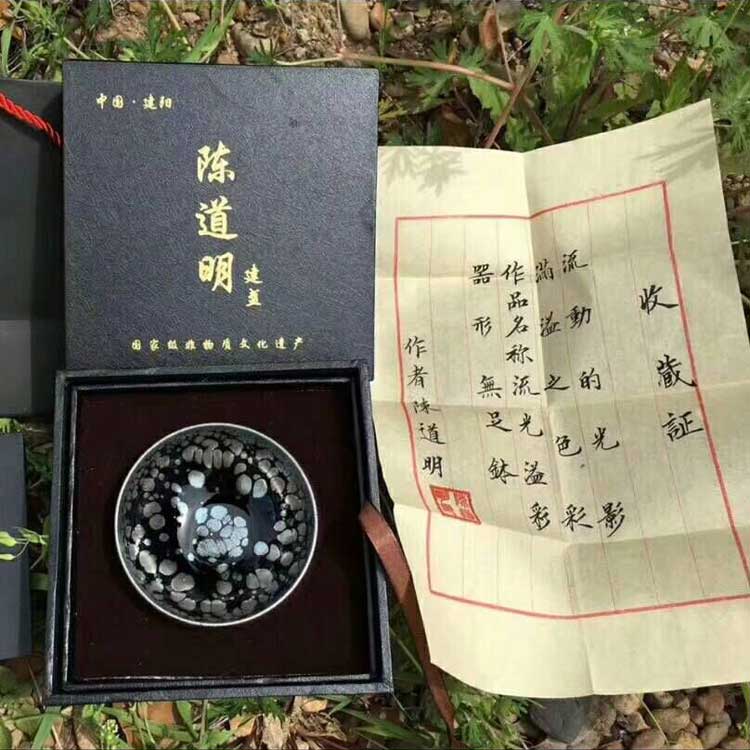 中国·建阳
陈道明
建盏
国家级非物质文化遗产
收藏証
流動的光影
滿溢之色彩
作品名称流光溢彩
器形無足鉢
作者陈道明